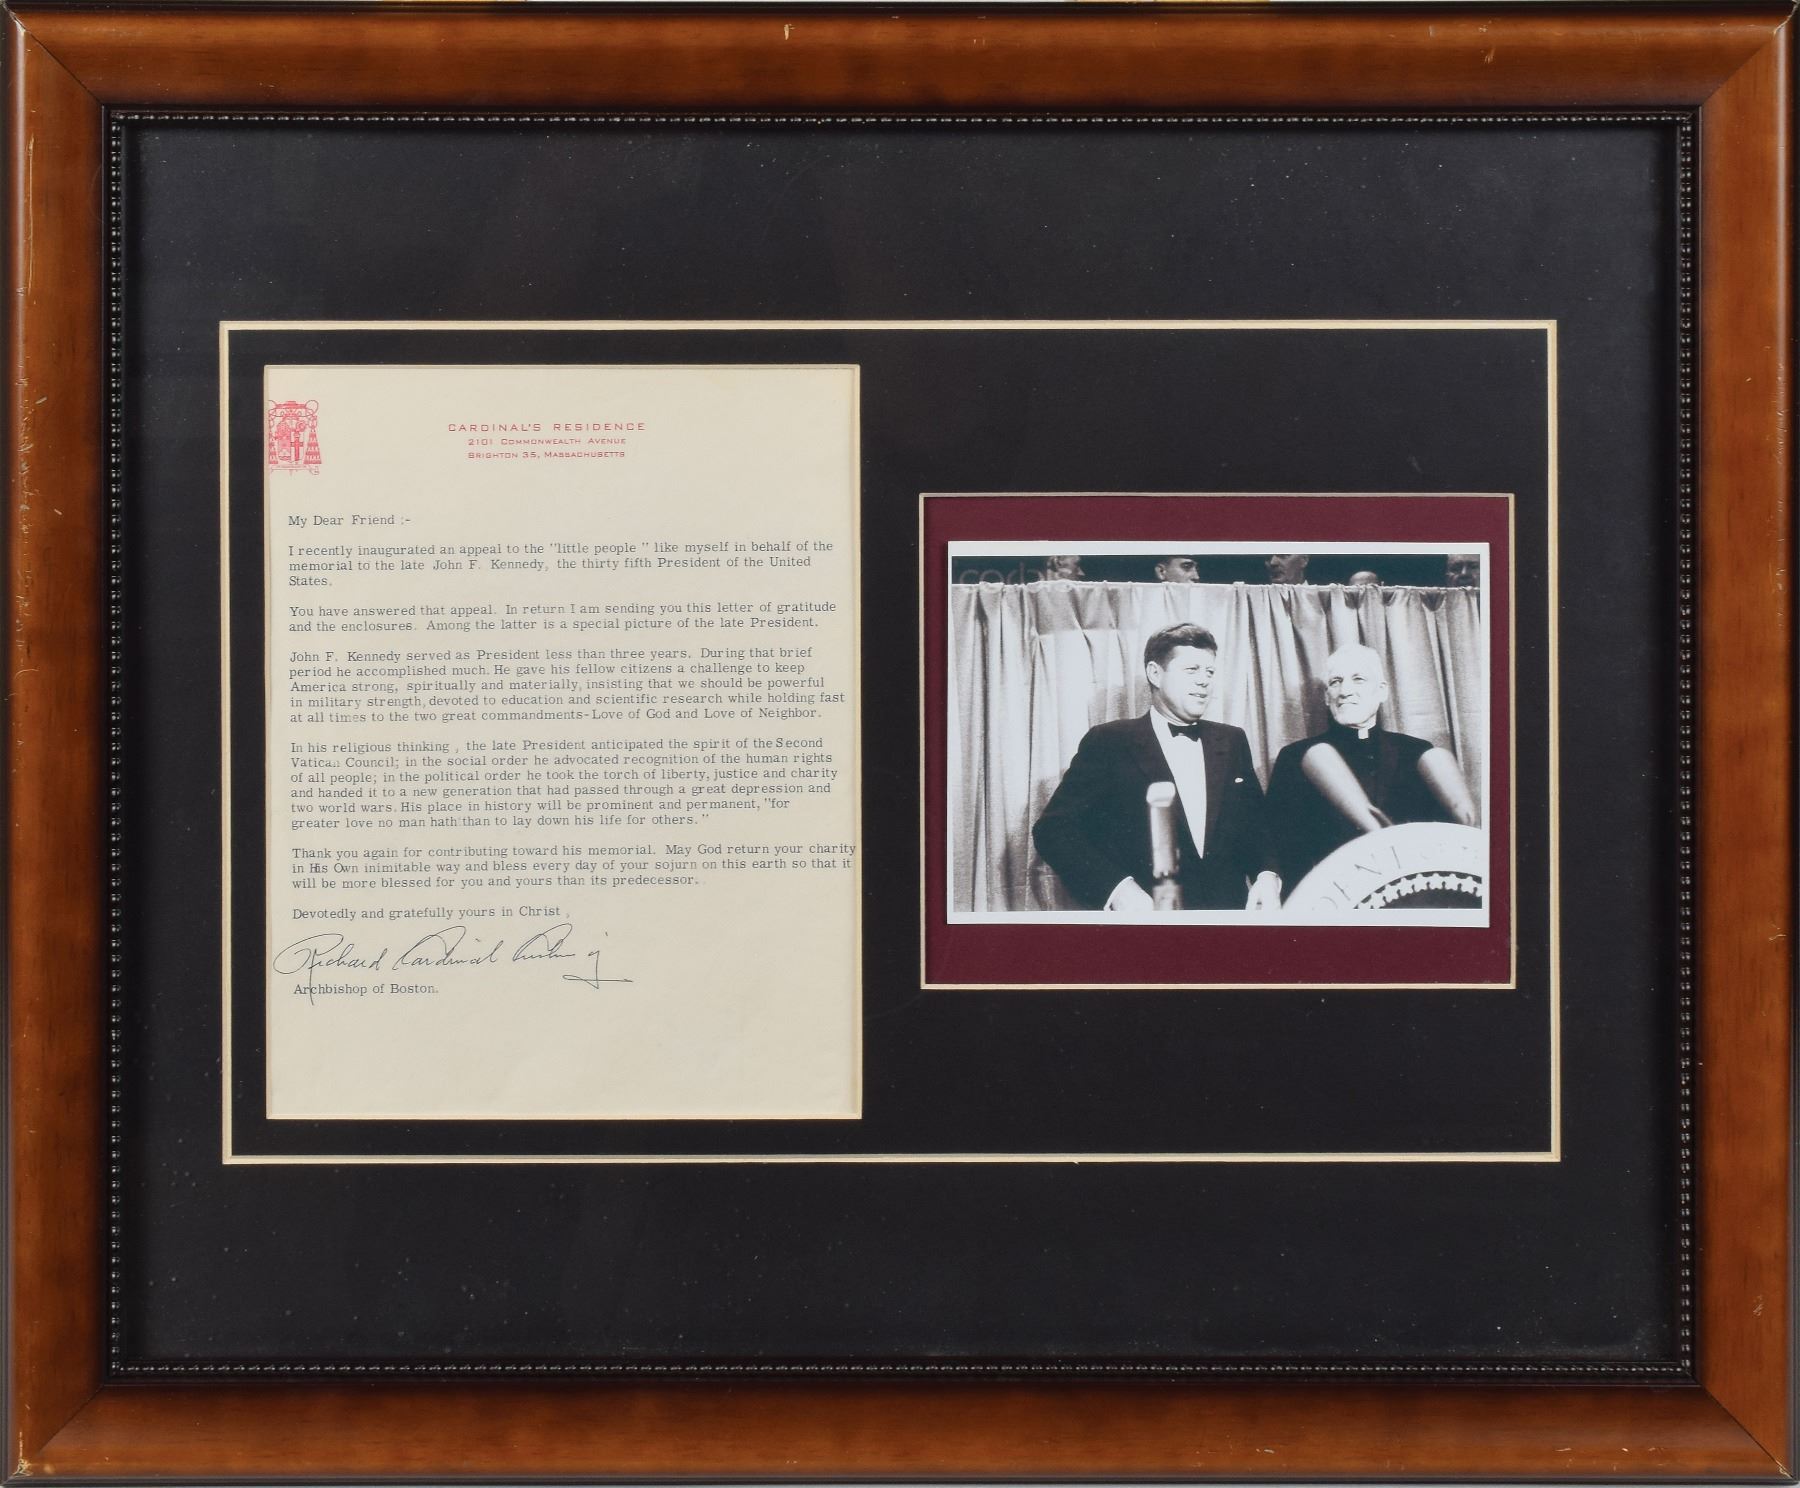 CARDINAL'S RESIDENCE
2101 COMMONWEALTH AVENUE
BRIGHTON 35, MASSACHUSETTS
My Dear Friend :-
I recently inaugurated an appeal to the "little people " like myself in behalf of the
memorial to the late John F. Kennedy, the thirty fifth President of the United
States.
You have answered that appeal. In return I am sending you this letter of gratitude
and the enclosures. Among the latter is a special picture of the late President.
John F. Kennedy served as President less than three years. During that brief
period he accomplished much. He gave his fellow citizens a challenge to keep
America strong, spiritually and materially, insisting that we should be powerful
in military strength, devoted to education and scientific research while holding fast
at all times to the two great commandments-Love of God and Love of Neighbor.
In his religious thinking , the late President anticipated the spirit of the Second
Vatican Council; in the social order he advocated recognition of the human rights
of all people; in the political order he took the torch of liberty, justice and charity
and handed it to a new generation that had passed through a great depression and
two world wars. His place in history will be prominent and permanent, "for
greater love no man hath than to lay down his life for others."
Thank you again for contributing toward his memorial. May God return your charity
in His Own inimitable way and bless every day of your sojurn on this earth so that it
will be more blessed for you and yours than its predecessor.
Devotedly and gratefully yours in Christ ,
Richard Cardinal Cushing
Archbishop of Boston.